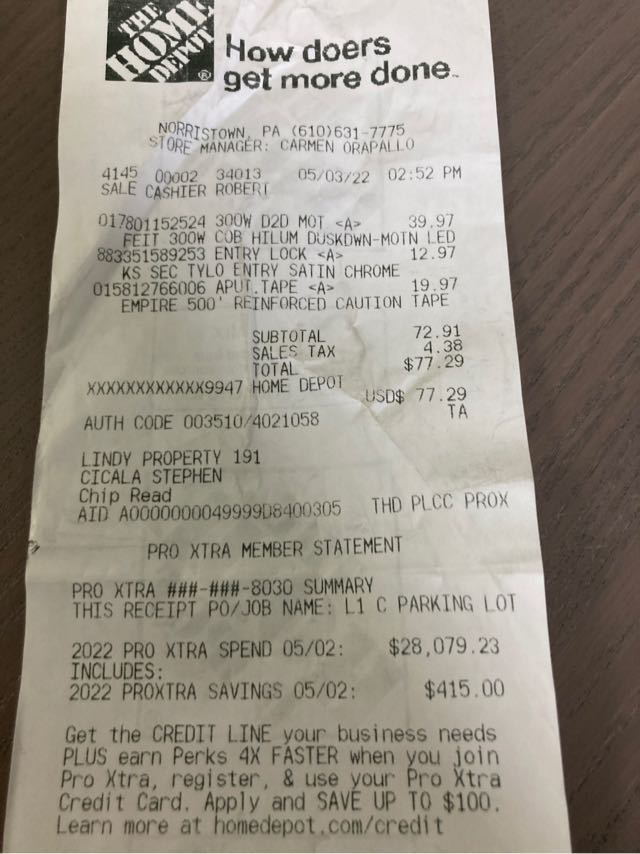 THE
HOME
DEPOT®
How doers
get more done™
NORRISTOWN, PA (610)631-7775
STORE MANAGER: CARMEN ORAPALLO
4145 00002 34013 05/03/22 02:52 PM
SALE CASHIER ROBERT
017801152524 300W D2D MOT <A> 39.97
FEIT 300W COB HILUM DUSKDWN-MOTN LED
883351589253 ENTRY LOCK <A> 12.97
KS SEC TYLO ENTRY SATIN CHROME
015812766006 APUT.TAPE <A> 19.97
EMPIRE 500' REINFORCED CAUTION TAPE
SUBTOTAL 72.91
SALES TAX 4.38
TOTAL $77.29
XXXXXXXXXXXX9947 HOME DEPOT
USD$ 77.29
TA
AUTH CODE 003510/4021058
LINDY PROPERTY 191
CICALA STEPHEN
Chip Read
AID A0000000049999D8400305 THD PLCC PROX
PRO XTRA MEMBER STATEMENT
PRO XTRA ###-###-8030 SUMMARY
THIS RECEIPT PO/JOB NAME: L1 C PARKING LOT
2022 PRO XTRA SPEND 05/02: $28,079.23
INCLUDES:
2022 PROXTRA SAVINGS 05/02: $415.00
Get the CREDIT LINE your business needs
PLUS earn Perks 4X FASTER when you join
Pro Xtra, register, & use your Pro Xtra
Credit Card. Apply and SAVE UP TO $100.
Learn more at homedepot.com/credit